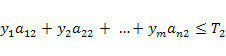 y₁a₁₂ + y₂a₂₂ + …+ yₘaₙ₂ ≤ T₂